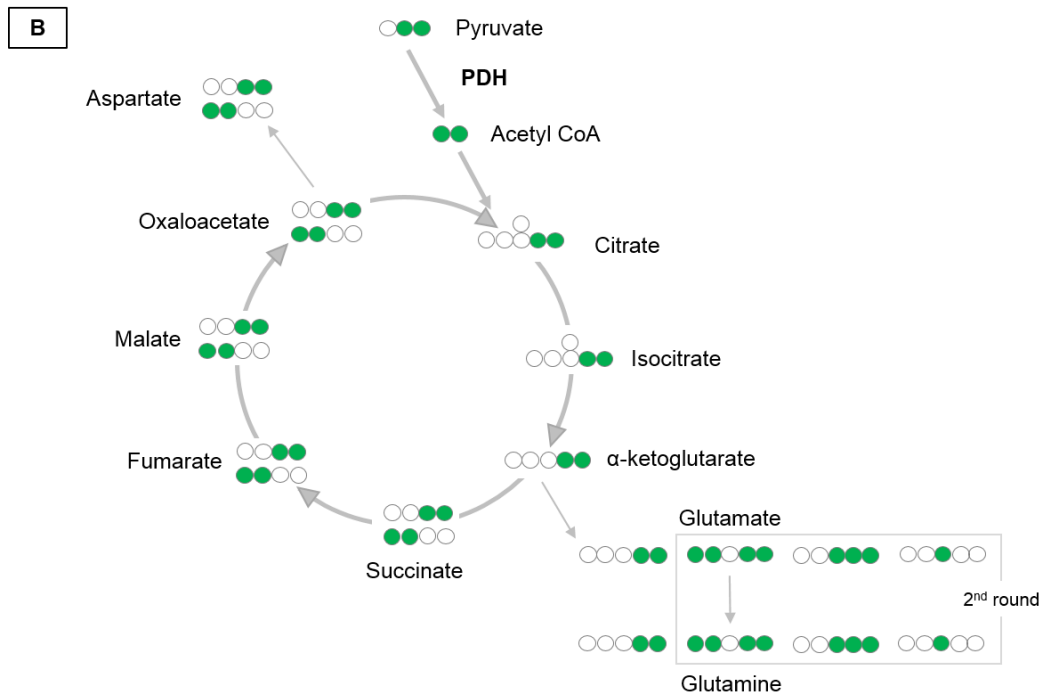 B
Pyruvate
PDH
Aspartate
Acetyl CoA
Oxaloacetate
Citrate
Malate
Isocitrate
Fumarate
α-ketoglutarate
Glutamate
Succinate
2nd round
Glutamine